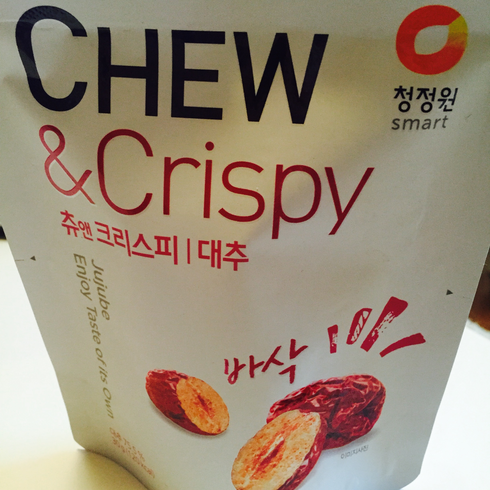 CHEW
&Crispy
청정원
smart
츄앤 크리스피 | 대추
Jujube
Enjoy Taste of its Own
바삭